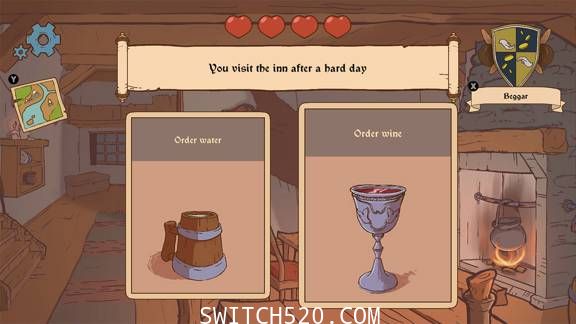 You visit the inn after a hard day
Y
X
Beggar
Order water
Order wine
SWITCH520.COM